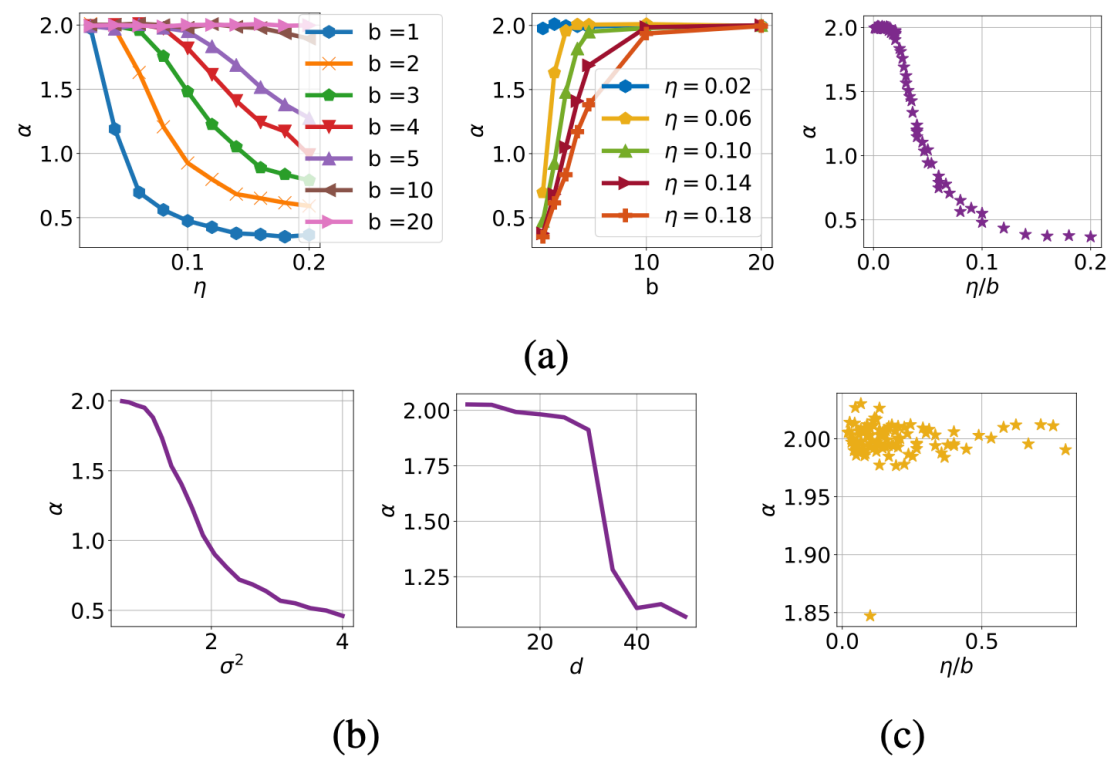 2.0
1.5
1.0
0.5
α
0.1
0.2
η
b =1
b =2
b =3
b =4
b =5
b =10
b =20
2.0
1.5
1.0
0.5
α
10
20
b
η = 0.02
η = 0.06
η = 0.10
η = 0.14
η = 0.18
2.0
1.5
1.0
0.5
α
0.0
0.1
0.2
η/b
(a)
2.0
1.5
1.0
0.5
α
2
4
σ²
2.00
1.75
1.50
1.25
α
20
40
d
(b)
2.00
1.95
1.90
1.85
α
0.0
0.5
η/b
(c)